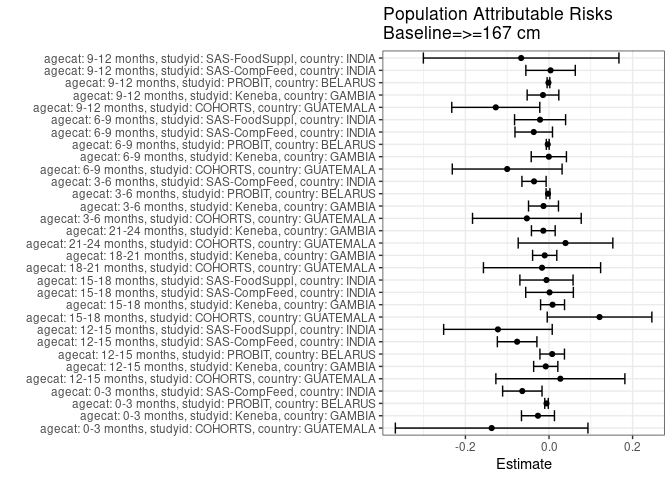 Population Attributable Risks
Baseline=>=167 cm
agecat: 9-12 months, studyid: SAS-FoodSuppl, country: INDIA
agecat: 9-12 months, studyid: SAS-CompFeed, country: INDIA
agecat: 9-12 months, studyid: PROBIT, country: BELARUS
agecat: 9-12 months, studyid: Keneba, country: GAMBIA
agecat: 9-12 months, studyid: COHORTS, country: GUATEMALA
agecat: 6-9 months, studyid: SAS-FoodSuppl, country: INDIA
agecat: 6-9 months, studyid: SAS-CompFeed, country: INDIA
agecat: 6-9 months, studyid: PROBIT, country: BELARUS
agecat: 6-9 months, studyid: Keneba, country: GAMBIA
agecat: 6-9 months, studyid: COHORTS, country: GUATEMALA
agecat: 3-6 months, studyid: SAS-CompFeed, country: INDIA
agecat: 3-6 months, studyid: PROBIT, country: BELARUS
agecat: 3-6 months, studyid: Keneba, country: GAMBIA
agecat: 3-6 months, studyid: COHORTS, country: GUATEMALA
agecat: 21-24 months, studyid: Keneba, country: GAMBIA
agecat: 21-24 months, studyid: COHORTS, country: GUATEMALA
agecat: 18-21 months, studyid: Keneba, country: GAMBIA
agecat: 18-21 months, studyid: COHORTS, country: GUATEMALA
agecat: 15-18 months, studyid: SAS-FoodSuppl, country: INDIA
agecat: 15-18 months, studyid: SAS-CompFeed, country: INDIA
agecat: 15-18 months, studyid: Keneba, country: GAMBIA
agecat: 15-18 months, studyid: COHORTS, country: GUATEMALA
agecat: 12-15 months, studyid: SAS-FoodSuppl, country: INDIA
agecat: 12-15 months, studyid: SAS-CompFeed, country: INDIA
agecat: 12-15 months, studyid: PROBIT, country: BELARUS
agecat: 12-15 months, studyid: Keneba, country: GAMBIA
agecat: 12-15 months, studyid: COHORTS, country: GUATEMALA
agecat: 0-3 months, studyid: SAS-CompFeed, country: INDIA
agecat: 0-3 months, studyid: PROBIT, country: BELARUS
agecat: 0-3 months, studyid: Keneba, country: GAMBIA
agecat: 0-3 months, studyid: COHORTS, country: GUATEMALA
-0.2 0.0 0.2
Estimate